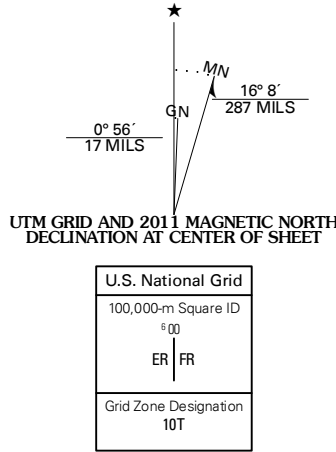 ★
MN
GN
16° 8´
287 MILS
0° 56´
17 MILS
UTM GRID AND 2011 MAGNETIC NORTH
DECLINATION AT CENTER OF SHEET
U.S. National Grid
100,000-m Square ID
6 00
ER FR
Grid Zone Designation
10T